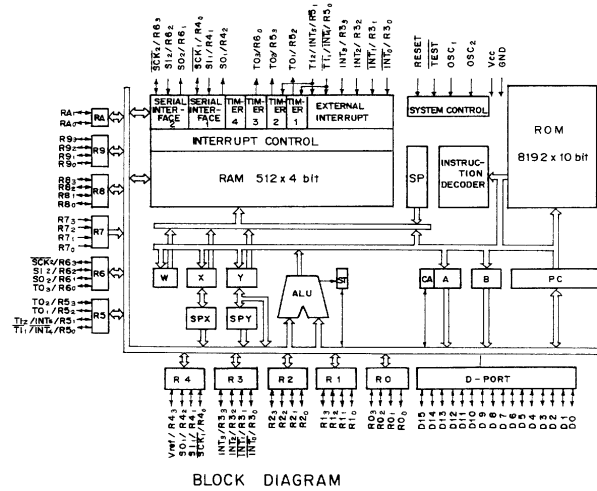 SCK2/R63
SI2/R62
SO2/R61
SCK1/R40
SI1/R41
SO1/R42
TO3/R60
TO2/R53
TO1/R52
TI2/INT5/R51
TI1/INT4/R50
INT3/R33
INT2/R32
INT1/R31
INT0/R30
RESET
TEST
OSC1
OSC2
Vcc
GND
SERIAL INTERFACE 2
SERIAL INTERFACE 1
TIMER 4
TIMER 3
TIMER 2
TIMER 1
EXTERNAL INTERRUPT
SYSTEM CONTROL
INTERRUPT CONTROL
RAM 512 x 4 bit
SP
INSTRUCTION DECODER
ROM
8192 x 10 bit
RA1
RA0
RA
R93
R92
R91
R90
R9
R83
R82
R81
R80
R8
R73
R72
R71
R70
R7
SCK2/R63
SI2/R62
SO2/R61
TO3/R60
R6
TO2/R53
TO1/R52
TI2/INT5/R51
TI1/INT4/R50
R5
W
X
Y
ALU
ST
CA
A
B
PC
SPX
SPY
R4
R3
R2
R1
R0
D-PORT
Vref/R43
SO1/R42
SI1/R41
SCK1/R40
INT3/R33
INT2/R32
INT1/R31
INT0/R30
R23
R22
R21
R20
R13
R12
R11
R10
R03
R02
R01
R00
D15
D14
D13
D12
D11
D10
D9
D8
D7
D6
D5
D4
D3
D2
D1
D0
BLOCK DIAGRAM